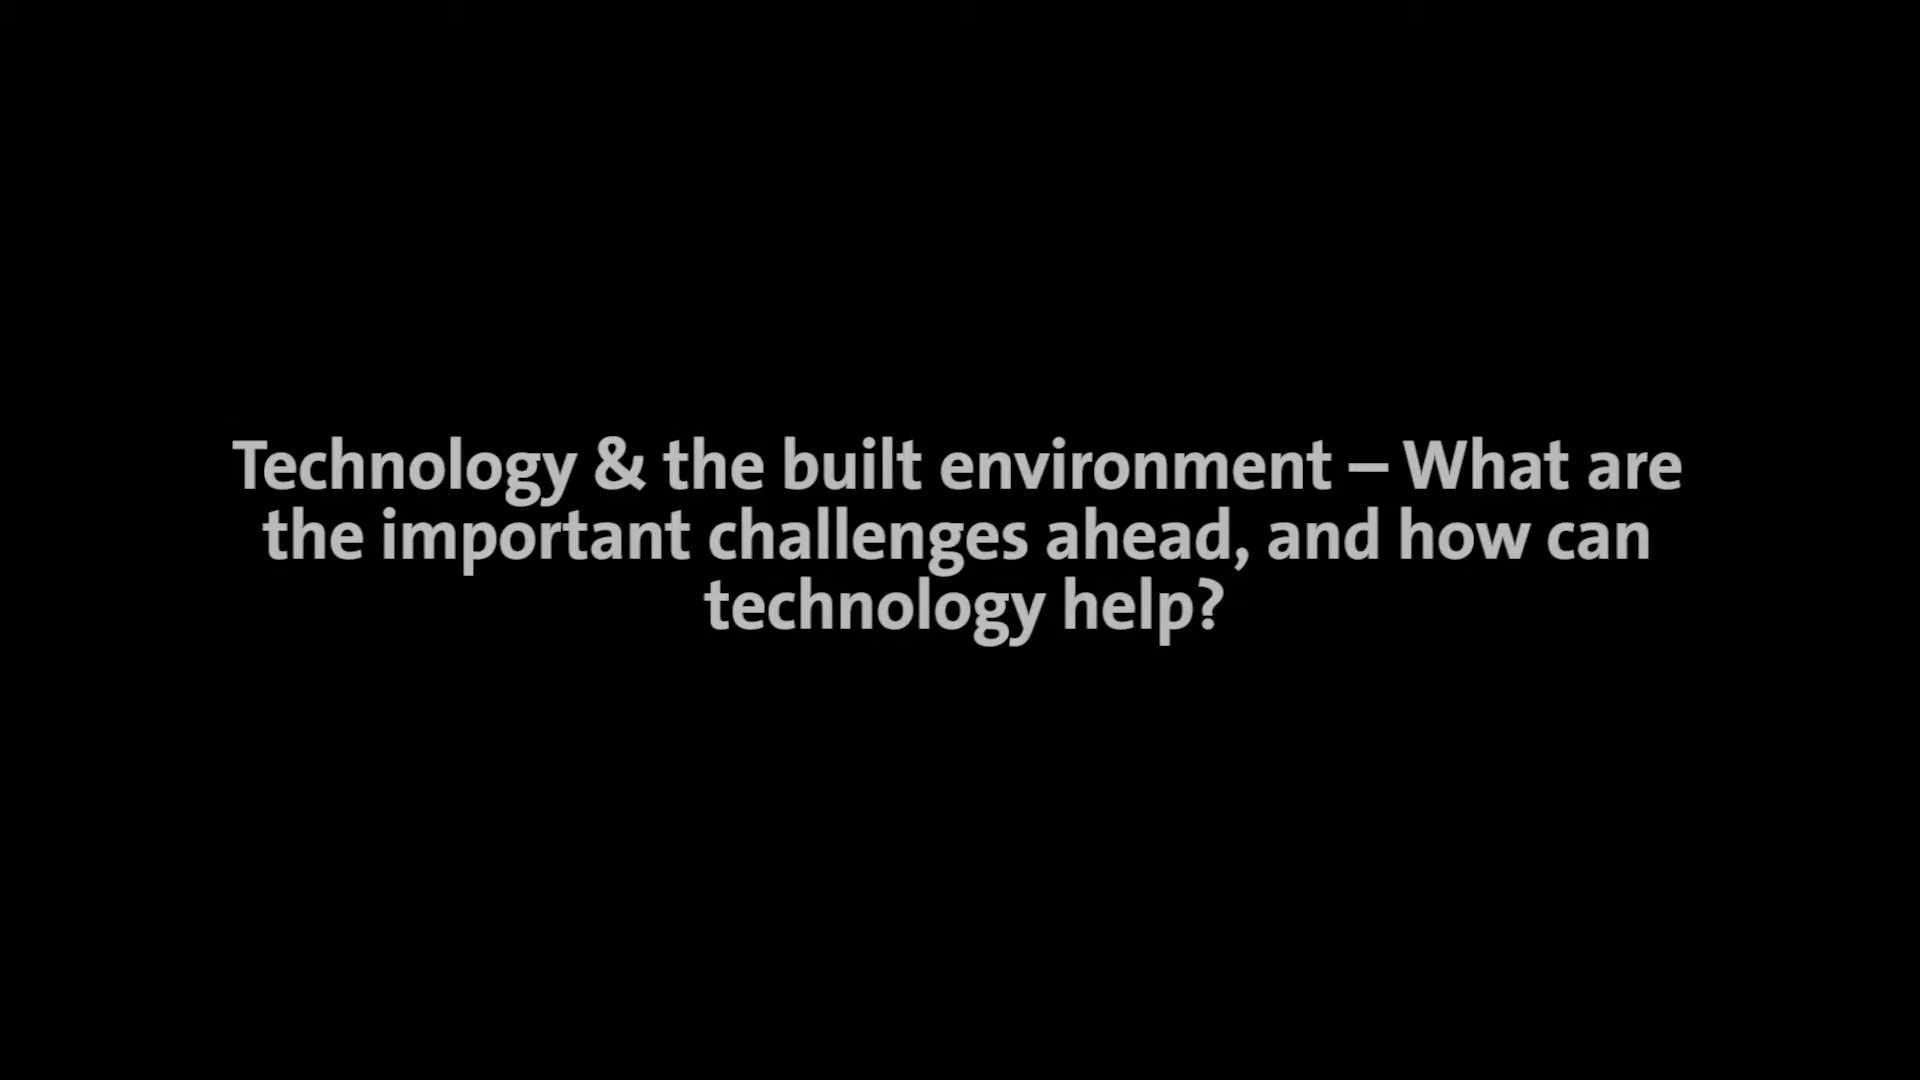 Technology & the built environment – What are
the important challenges ahead, and how can
technology help?